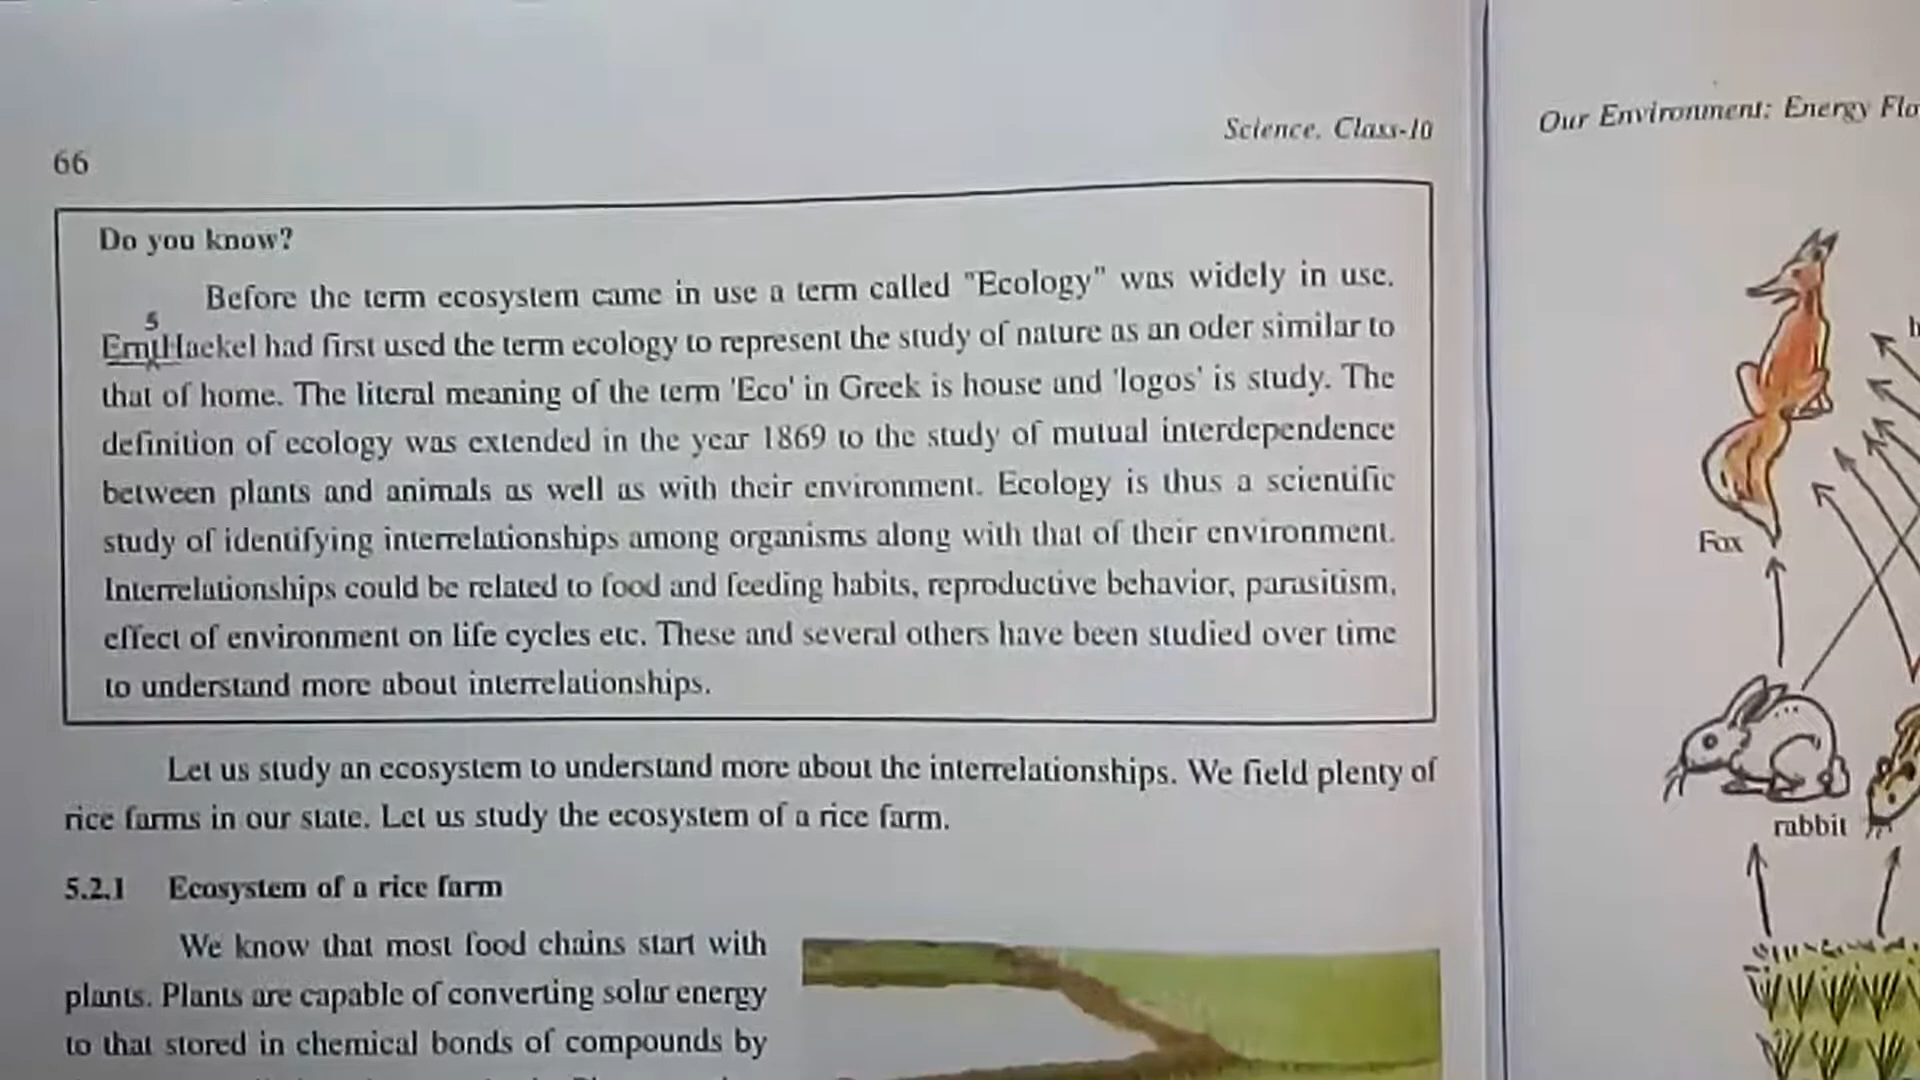 66
Science, Class-10
Do you know?
Before the term ecosystem came in use a term called "Ecology" was widely in use.
s
Ernt Haekel had first used the term ecology to represent the study of nature as an oder similar to
that of home. The literal meaning of the term 'Eco' in Greek is house and 'logos' is study. The
definition of ecology was extended in the year 1869 to the study of mutual interdependence
between plants and animals as well as with their environment. Ecology is thus a scientific
study of identifying interrelationships among organisms along with that of their environment.
Interrelationships could be related to food and feeding habits, reproductive behavior, parasitism,
effect of environment on life cycles etc. These and several others have been studied over time
to understand more about interrelationships.
Let us study an ecosystem to understand more about the interrelationships. We field plenty of
rice farms in our state. Let us study the ecosystem of a rice farm.
5.2.1 Ecosystem of a rice farm
We know that most food chains start with
plants. Plants are capable of converting solar energy
to that stored in chemical bonds of compounds by
Our Environment: Energy Flo
Fox
rabbit